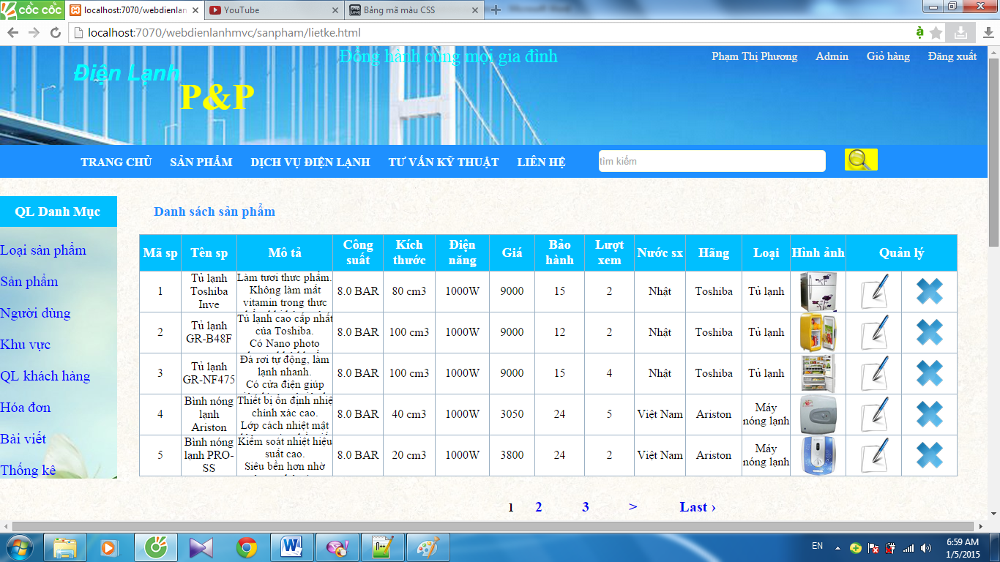 cốc cốc
localhost:7070/webdienlan
YouTube
Bảng mã màu CSS
localhost:7070/webdienlanhmvc/sanpham/lietke.html
Đồng hành cùng mọi gia đình
Phạm Thị Phương Admin Giỏ hàng Đăng xuất
Điện Lạnh
P&P
TRANG CHỦ SẢN PHẨM DỊCH VỤ ĐIỆN LẠNH TƯ VẤN KỸ THUẬT LIÊN HỆ
tìm kiếm
QL Danh Mục
Loại sản phẩm
Sản phẩm
Người dùng
Khu vực
QL khách hàng
Hóa đơn
Bài viết
Thống kê
Danh sách sản phẩm
Mã sp Tên sp Mô tả Công suất Kích thước Điện năng Giá Bảo hành Lượt xem Nước sx Hãng Loại Hình ảnh Quản lý
1 Tủ lạnh Toshiba Inve Làm tươi thực phẩm. Không làm mất vitamin trong thực 8.0 BAR 80 cm3 1000W 9000 15 2 Nhật Toshiba Tủ lạnh
2 Tủ lạnh GR-B48F Tủ lạnh cao cấp nhất của Toshiba. Có Nano photo 8.0 BAR 100 cm3 1000W 9000 12 2 Nhật Toshiba Tủ lạnh
3 Tủ lạnh GR-NF475 Đá rơi tự động, làm lạnh nhanh. Có cửa điện giúp 8.0 BAR 100 cm3 1000W 9000 15 4 Nhật Toshiba Tủ lạnh
4 Bình nóng lạnh Ariston Thiết bị ổn định nhiệ chính xác cao. Lớp cách nhiệt mật 8.0 BAR 40 cm3 1000W 3050 24 5 Việt Nam Ariston Máy nóng lạnh
5 Bình nóng lạnh PRO-SS Kiểm soát nhiệt hiệu suất cao. Siêu bền hơn nhờ 8.0 BAR 20 cm3 1000W 3800 24 2 Việt Nam Ariston Máy nóng lạnh
1 2 3 > Last ›
EN
6:59 AM
1/5/2015